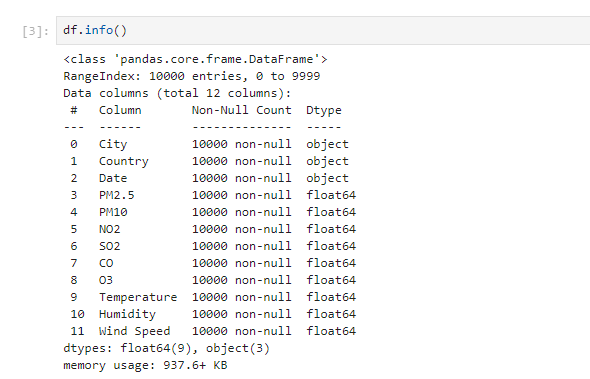 [3]: df.info()
<class 'pandas.core.frame.DataFrame'>
RangeIndex: 10000 entries, 0 to 9999
Data columns (total 12 columns):
 #   Column       Non-Null Count  Dtype
---  ------       --------------  -----
 0   City         10000 non-null  object
 1   Country      10000 non-null  object
 2   Date         10000 non-null  object
 3   PM2.5        10000 non-null  float64
 4   PM10         10000 non-null  float64
 5   NO2          10000 non-null  float64
 6   SO2          10000 non-null  float64
 7   CO           10000 non-null  float64
 8   O3           10000 non-null  float64
 9   Temperature  10000 non-null  float64
 10  Humidity     10000 non-null  float64
 11  Wind Speed   10000 non-null  float64
dtypes: float64(9), object(3)
memory usage: 937.6+ KB